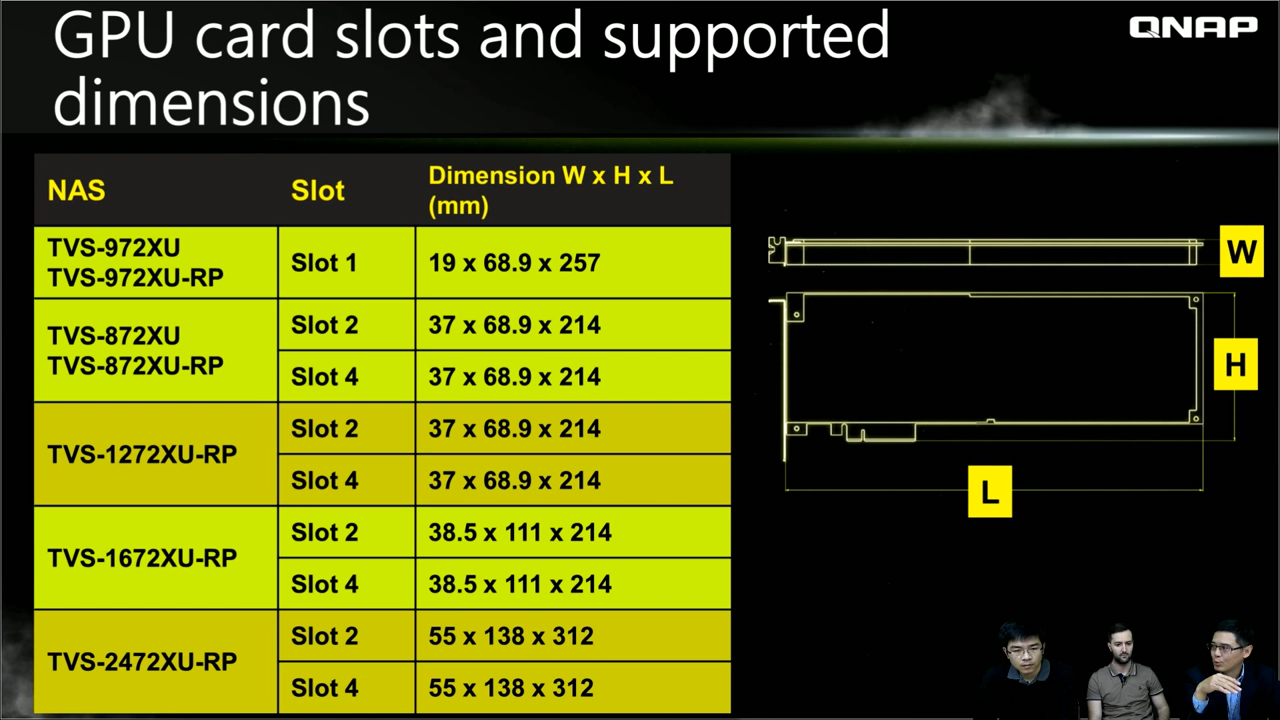 GPU card slots and supported
dimensions
QNAP
NAS
Slot
Dimension W x H x L
(mm)
TVS-972XU
TVS-972XU-RP
Slot 1
19 x 68.9 x 257
TVS-872XU
TVS-872XU-RP
Slot 2
37 x 68.9 x 214
Slot 4
37 x 68.9 x 214
TVS-1272XU-RP
Slot 2
37 x 68.9 x 214
Slot 4
37 x 68.9 x 214
TVS-1672XU-RP
Slot 2
38.5 x 111 x 214
Slot 4
38.5 x 111 x 214
TVS-2472XU-RP
Slot 2
55 x 138 x 312
Slot 4
55 x 138 x 312
W
H
L